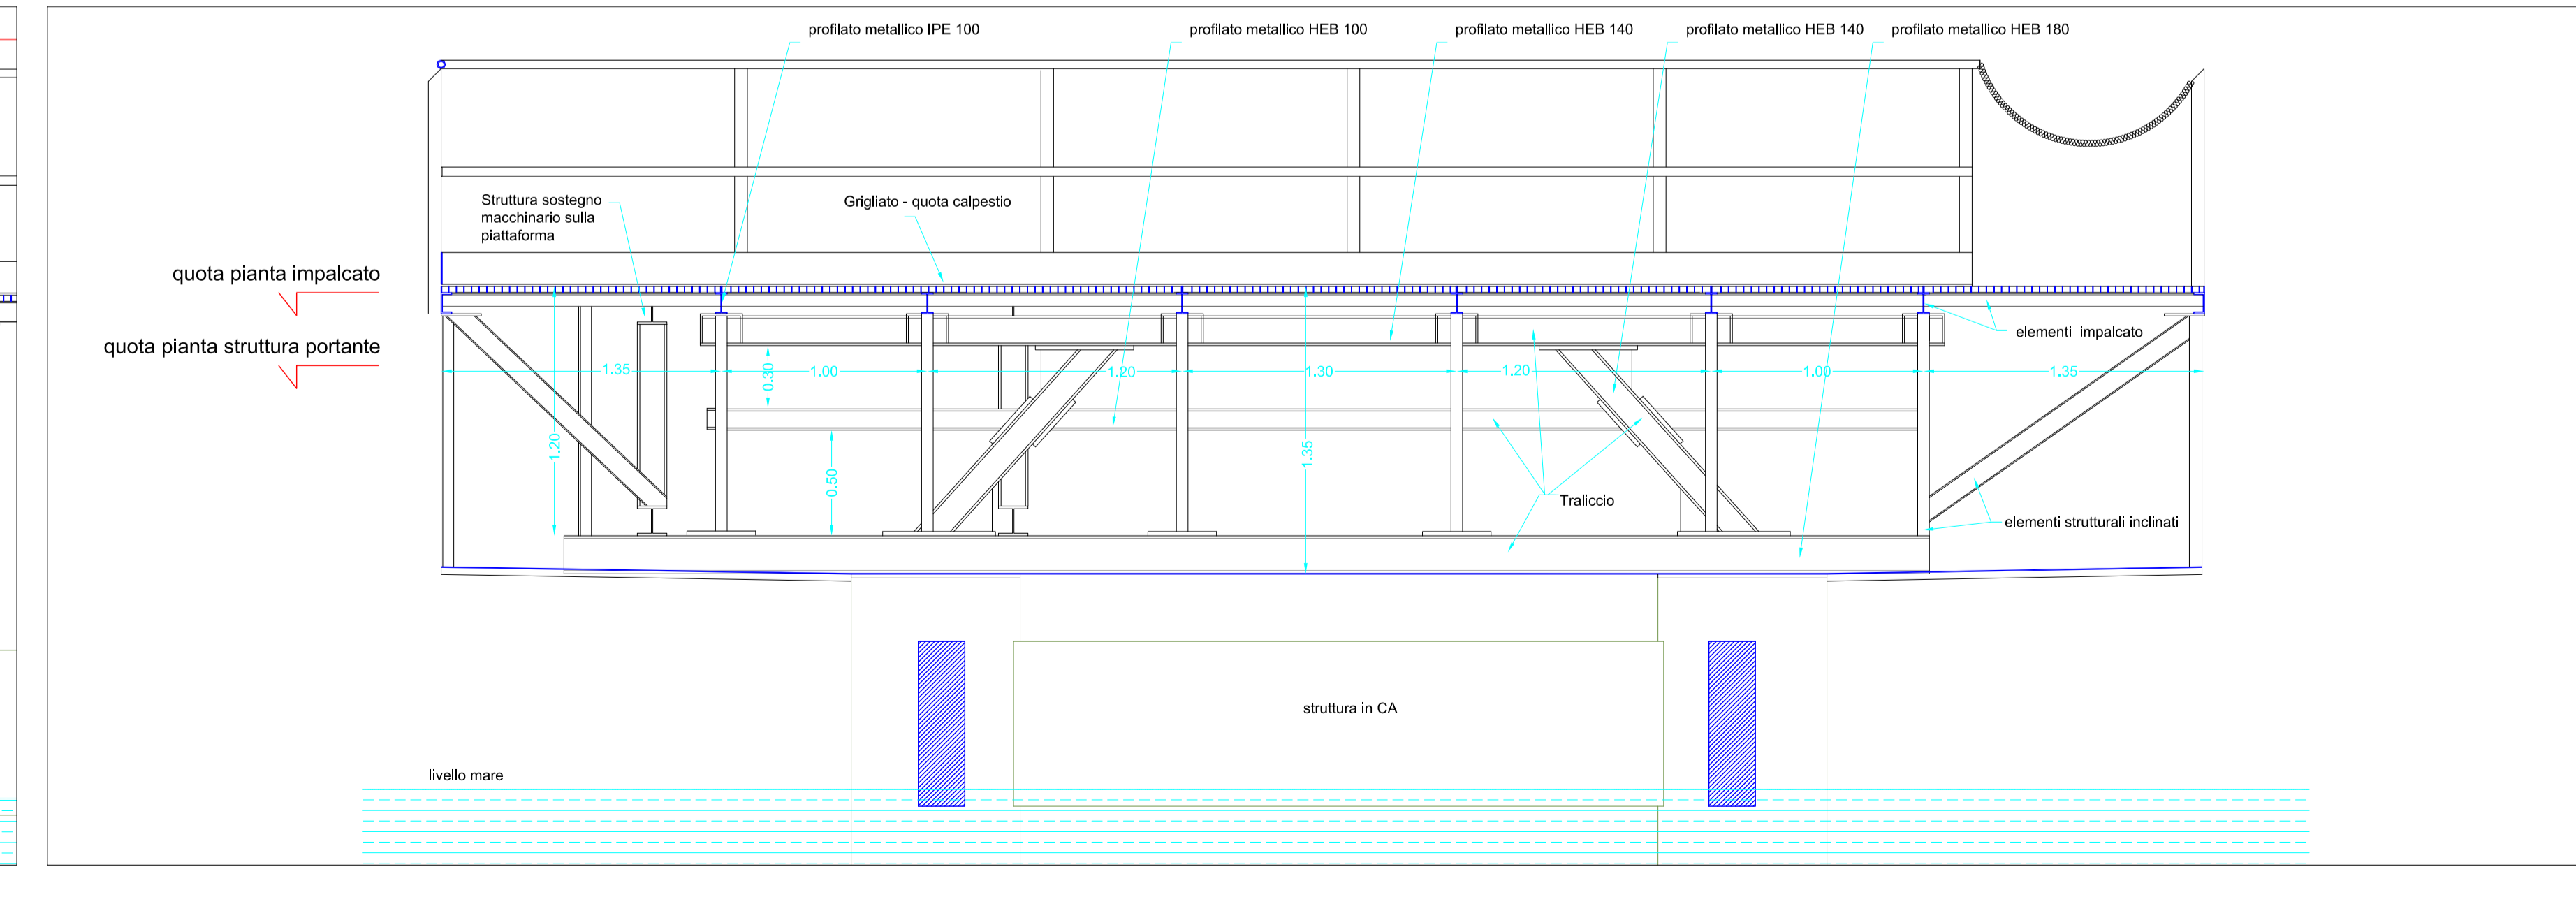 profilato metallico IPE 100
profilato metallico HEB 100
profilato metallico HEB 140
profilato metallico HEB 140
profilato metallico HEB 180
Struttura sostegno
macchinario sulla
piattaforma
Grigliato - quota calpestio
quota pianta impalcato
elementi impalcato
quota pianta struttura portante
1.35
1.00
1.20
1.30
1.20
1.00
1.35
0.30
1.20
1.35
0.50
Traliccio
elementi strutturali inclinati
struttura in CA
livello mare